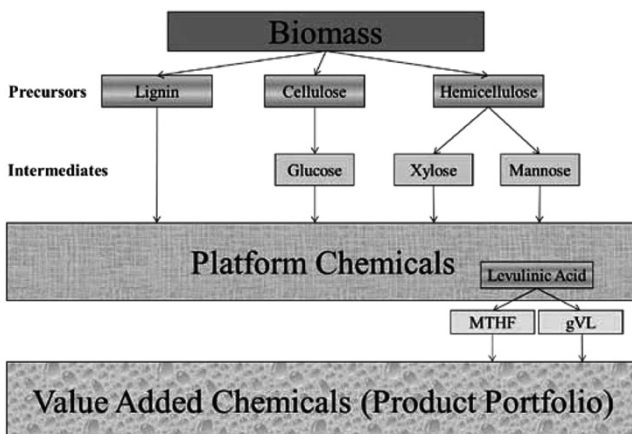 Biomass
Precursors Lignin Cellulose Hemicellulose
Intermediates Glucose Xylose Mannose
Platform Chemicals
Levulinic Acid
MTHF gVL
Value Added Chemicals (Product Portfolio)